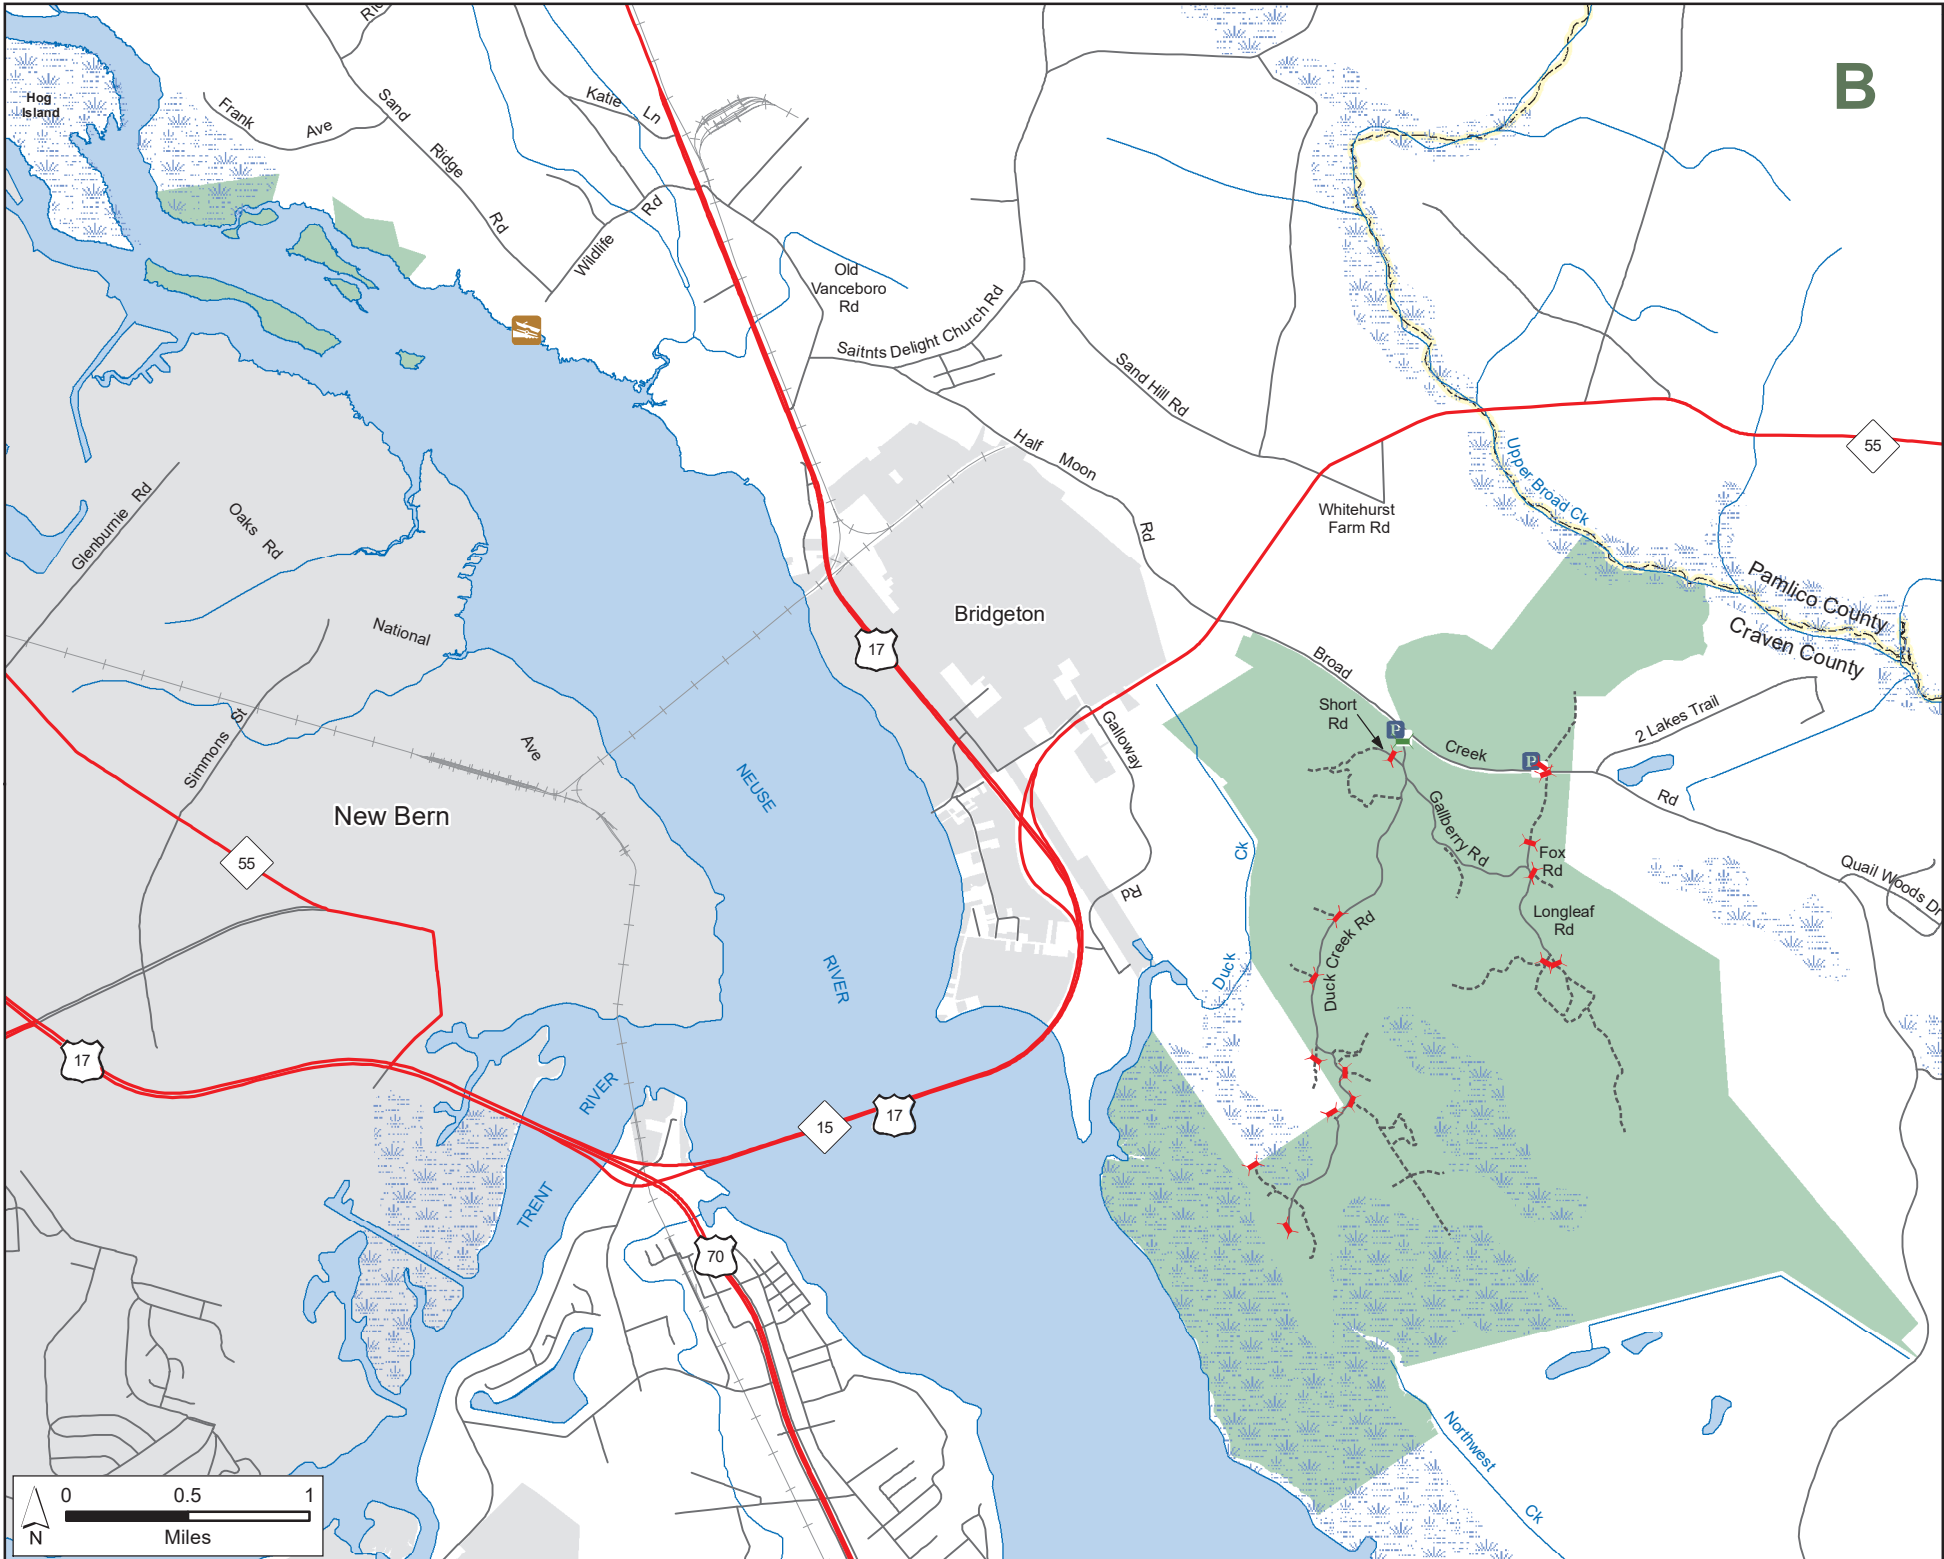 B
Ric
Hog
Island
Frank
Ave
Sand
Ridge
Rd
Katie
Ln
Wildlife
Rd
Old
Vanceboro
Rd
Saitnts Delight Church Rd
Sand Hill Rd
Half
Moon
Rd
55
Upper Broad Ck
Whitehurst
Farm Rd
Glenburnie
Rd
Oaks
Rd
National
Ave
Simmons
St
Bridgeton
17
Pamlico County
Craven County
Broad
Creek
Rd
Short
Rd
P
P
2 Lakes Trail
Galloway
Rd
NEUSE
RIVER
New Bern
55
Gallberry Rd
Fox
Rd
Longleaf
Rd
Quail Woods Dr
Duck Creek Rd
Duck
Ck
17
TRENT
RIVER
15
17
70
Northwest
Ck
N
0
0.5
1
Miles